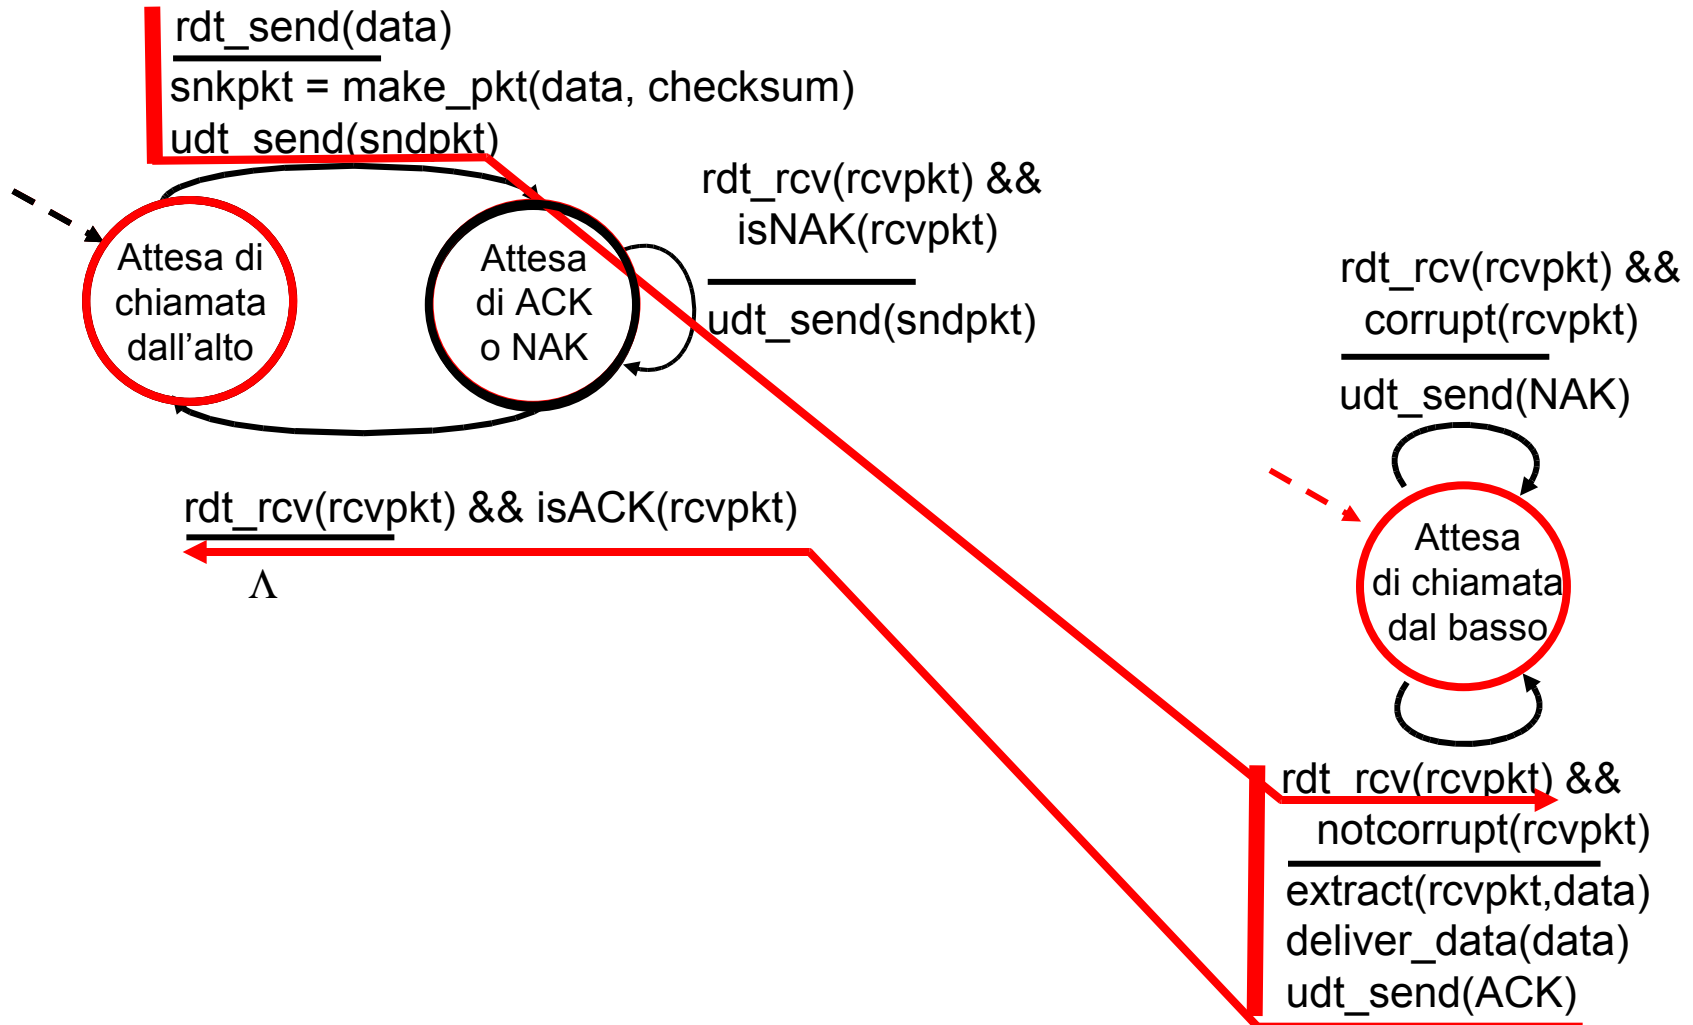 rdt_send(data)
snkpkt = make_pkt(data, checksum)
udt_send(sndpkt)
Attesa di
chiamata
dall'alto
Attesa
di ACK
o NAK
rdt_rcv(rcvpkt) &&
isNAK(rcvpkt)
udt_send(sndpkt)
rdt_rcv(rcvpkt) && isACK(rcvpkt)
Λ
rdt_rcv(rcvpkt) &&
corrupt(rcvpkt)
udt_send(NAK)
Attesa
di chiamata
dal basso
rdt_rcv(rcvpkt) &&
notcorrupt(rcvpkt)
extract(rcvpkt,data)
deliver_data(data)
udt_send(ACK)